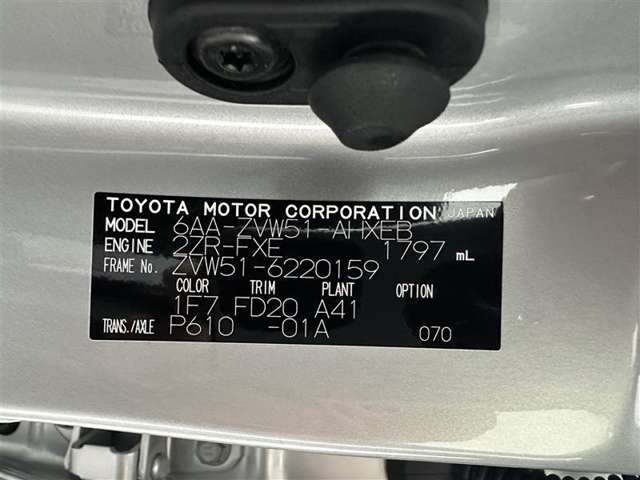 TOYOTA MOTOR CORPORATION JAPAN
MODEL 6AA-ZVW51-AHXEB
ENGINE 2ZR-FXE 1797 mL
FRAME No. ZVW51-6220159
COLOR TRIM PLANT OPTION
1F7 FD20 A41
TRANS./AXLE P610 -01A 070